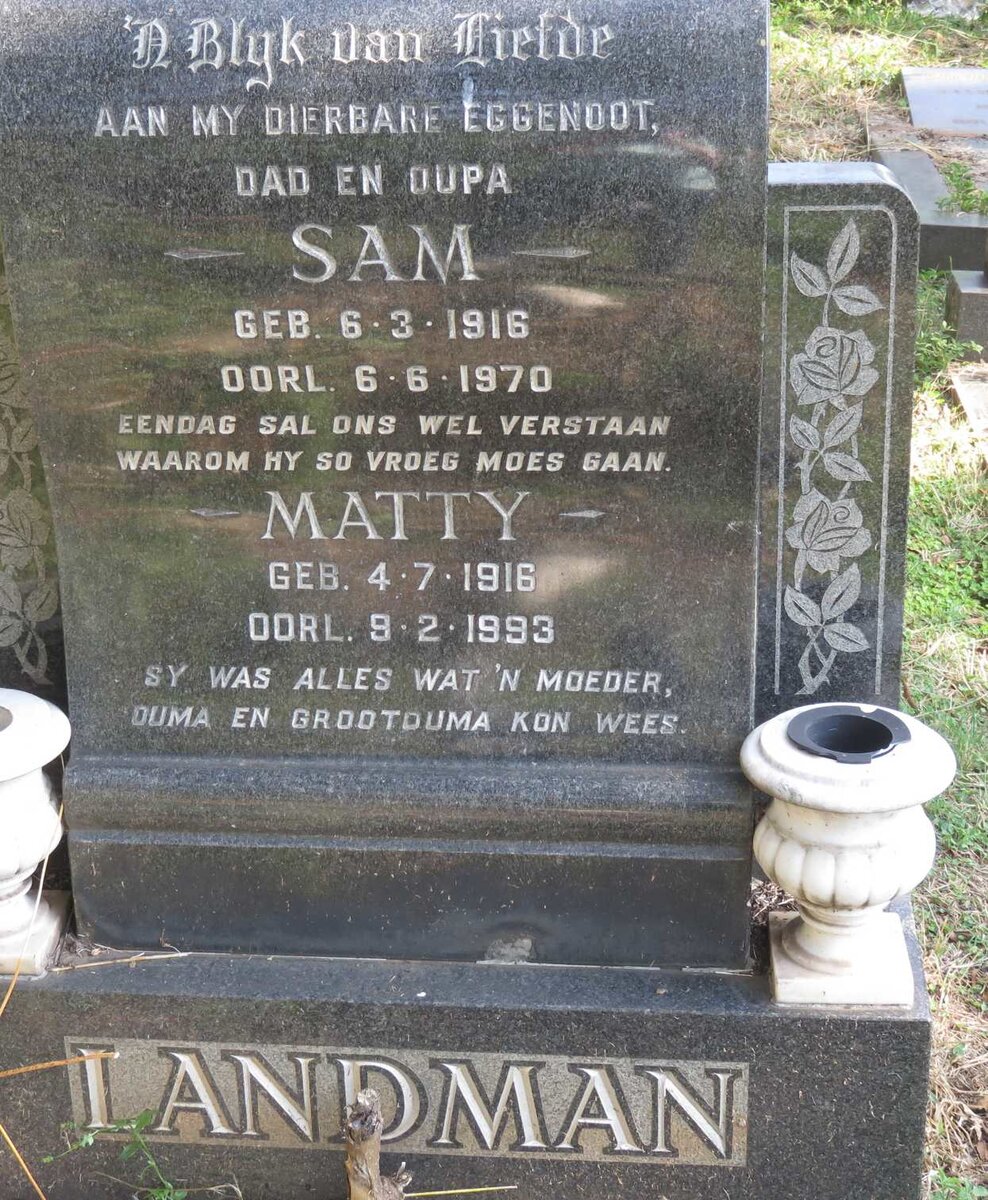 'N Blyk van Liefde
AAN MY DIERBARE EGGENOOT,
DAD EN OUPA
SAM
GEB. 6·3·1916
OORL. 6·6·1970
EENDAG SAL ONS WEL VERSTAAN
WAAROM HY SO VROEG MOES GAAN.
MATTY
GEB. 4·7·1916
OORL. 9·2·1993
SY WAS ALLES WAT 'N MOEDER,
OUMA EN GROOTOUMA KON WEES.
LANDMAN